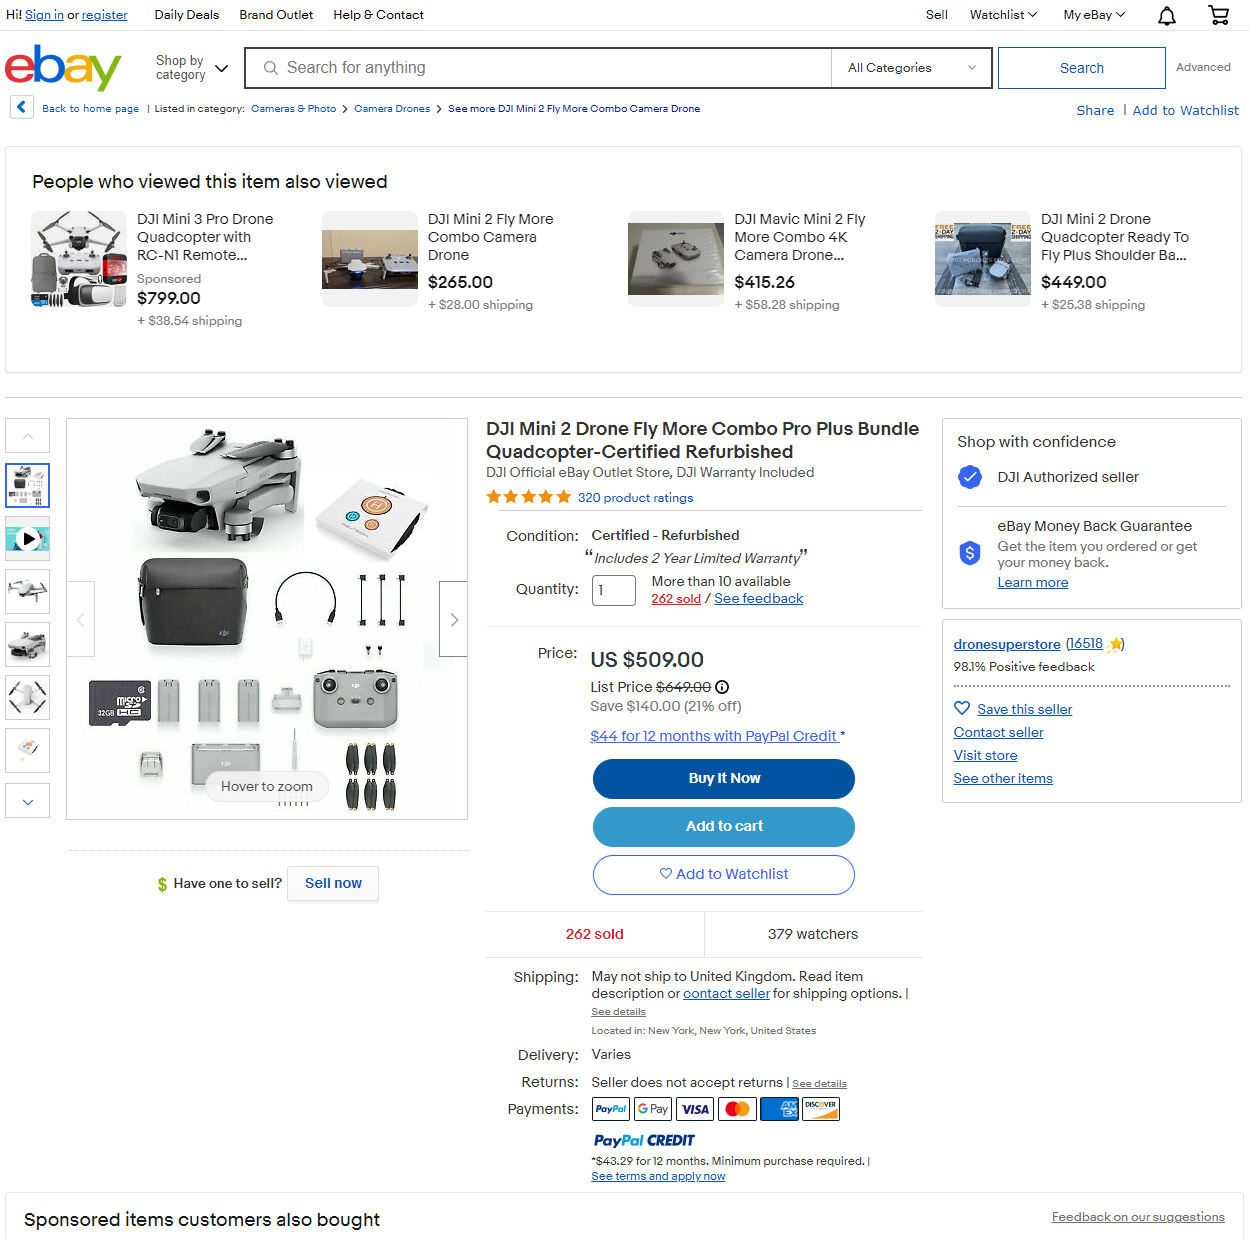 Hi! Sign in or register
Daily Deals
Brand Outlet
Help & Contact
Sell
Watchlist
My eBay
ebay
Shop by
category
Search for anything
All Categories
Search
Advanced
Back to home page | Listed in category: Cameras & Photo > Camera Drones > See more DJI Mini 2 Fly More Combo Camera Drone
Share | Add to Watchlist
People who viewed this item also viewed
DJI Mini 3 Pro Drone
Quadcopter with
RC-N1 Remote...
Sponsored
$799.00
+ $38.54 shipping
DJI Mini 2 Fly More
Combo Camera
Drone
$265.00
+ $28.00 shipping
DJI Mavic Mini 2 Fly
More Combo 4K
Camera Drone...
$415.26
+ $58.28 shipping
DJI Mini 2 Drone
Quadcopter Ready To
Fly Plus Shoulder Ba...
$449.00
+ $25.38 shipping
Hover to zoom
32GB
micro
HC
$ Have one to sell?
Sell now
DJI Mini 2 Drone Fly More Combo Pro Plus Bundle
Quadcopter-Certified Refurbished
DJI Official eBay Outlet Store, DJI Warranty Included
320 product ratings
Condition: Certified - Refurbished
“Includes 2 Year Limited Warranty”
Quantity: 1
More than 10 available
262 sold / See feedback
Price: US $509.00
List Price $649.00
Save $140.00 (21% off)
$44 for 12 months with PayPal Credit *
Buy It Now
Add to cart
Add to Watchlist
262 sold
379 watchers
Shipping: May not ship to United Kingdom. Read item
description or contact seller for shipping options. |
See details
Located in: New York, New York, United States
Delivery: Varies
Returns: Seller does not accept returns | See details
Payments: PayPal G Pay VISA AMEX DISCOVER
PayPal CREDIT
*$43.29 for 12 months. Minimum purchase required. |
See terms and apply now
Shop with confidence
DJI Authorized seller
eBay Money Back Guarantee
Get the item you ordered or get
your money back.
Learn more
dronesuperstore (16518)
98.1% Positive feedback
Save this seller
Contact seller
Visit store
See other items
Sponsored items customers also bought
Feedback on our suggestions